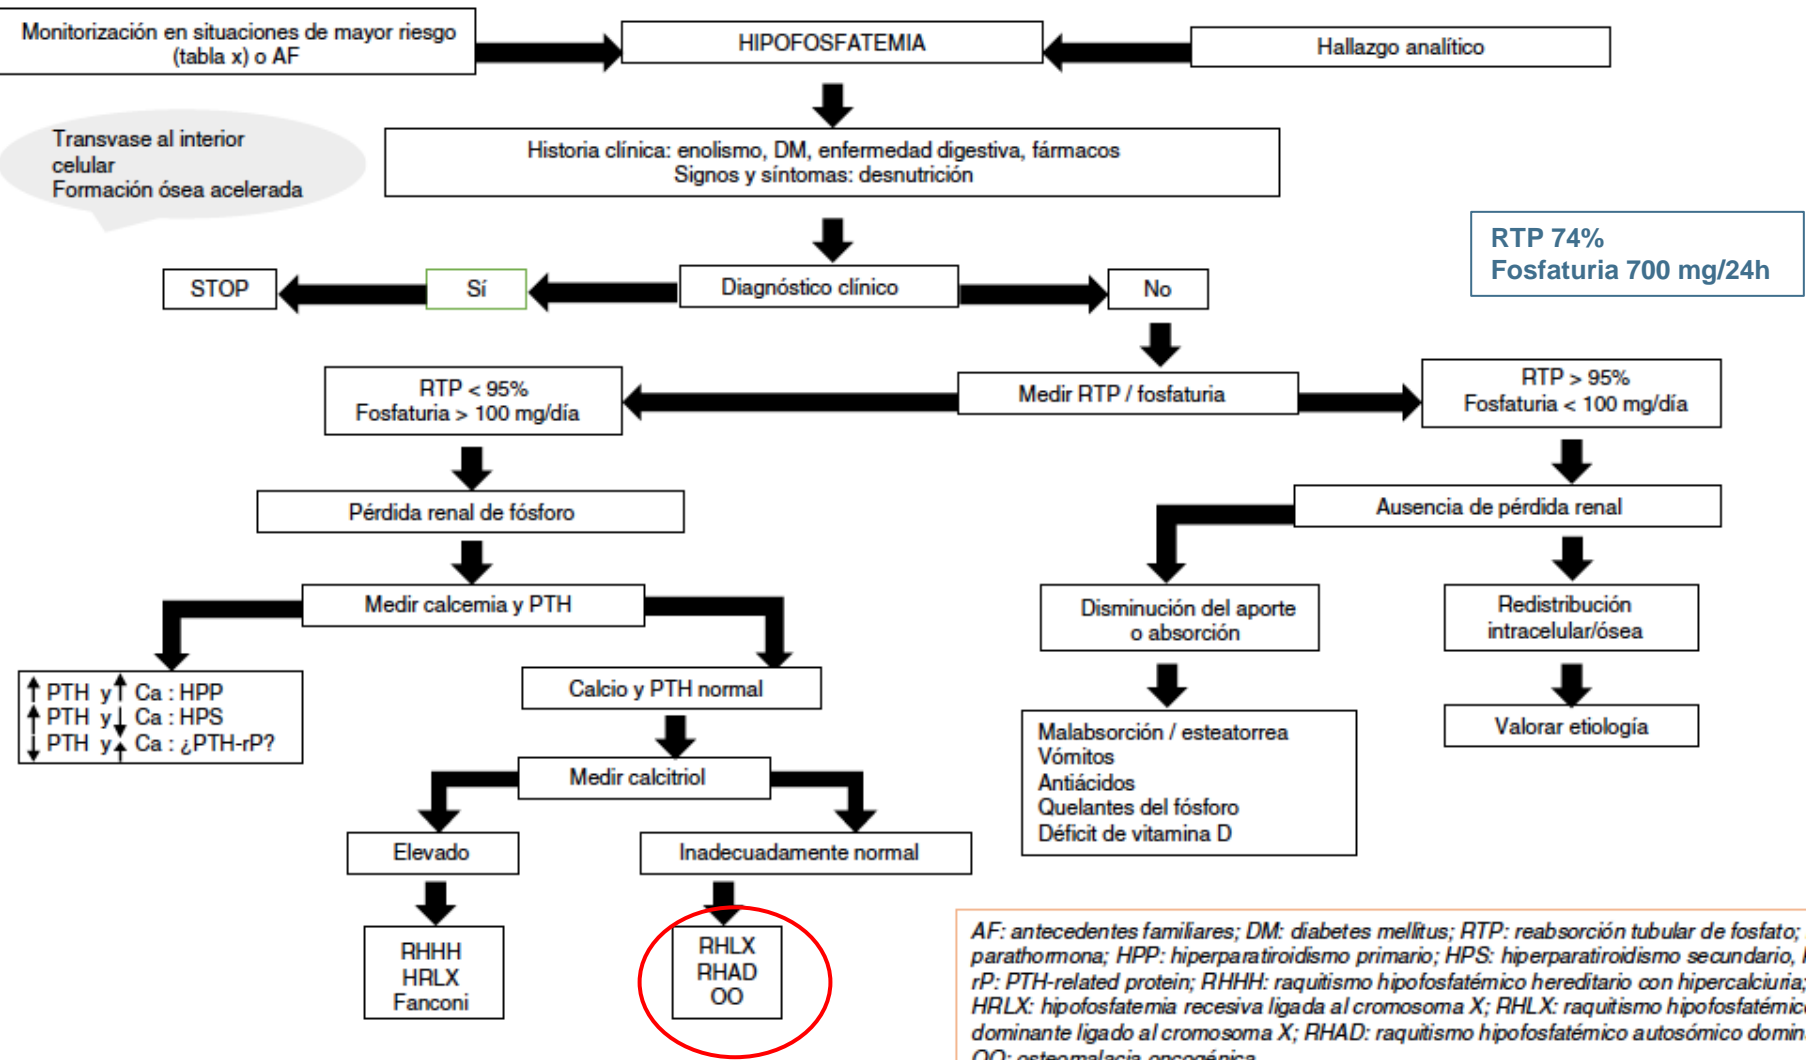 Monitorización en situaciones de mayor riesgo
(tabla x) o AF
HIPOFOSFATEMIA
Hallazgo analítico
Transvase al interior
celular
Formación ósea acelerada
Historia clínica: enolismo, DM, enfermedad digestiva, fármacos
Signos y síntomas: desnutrición
RTP 74%
Fosfaturia 700 mg/24h
STOP
Sí
Diagnóstico clínico
No
RTP < 95%
Fosfaturia > 100 mg/día
Medir RTP / fosfaturia
RTP > 95%
Fosfaturia < 100 mg/día
Pérdida renal de fósforo
Ausencia de pérdida renal
Medir calcemia y PTH
Disminución del aporte
o absorción
Redistribución
intracelular/ósea
↑ PTH y ↑ Ca : HPP
↑ PTH y ↓ Ca : HPS
↓ PTH y ↑ Ca : ¿PTH-rP?
Calcio y PTH normal
Malabsorción / esteatorrea
Vómitos
Antiácidos
Quelantes del fósforo
Déficit de vitamina D
Valorar etiología
Medir calcitriol
Elevado
Inadecuadamente normal
RHHH
HRLX
Fanconi
RHLX
RHAD
OO
AF: antecedentes familiares; DM: diabetes mellitus; RTP: reabsorción tubular de fosfato;
parathormona; HPP: hiperparatiroidismo primario; HPS: hiperparatiroidismo secundario,
rP: PTH-related protein; RHHH: raquitismo hipofosfatémico hereditario con hipercalciuria;
HRLX: hipofosfatemia recesiva ligada al cromosoma X; RHLX: raquitismo hipofosfatémico
dominante ligado al cromosoma X; RHAD: raquitismo hipofosfatémico autosómico domin
OO: osteomalacia oncogénica